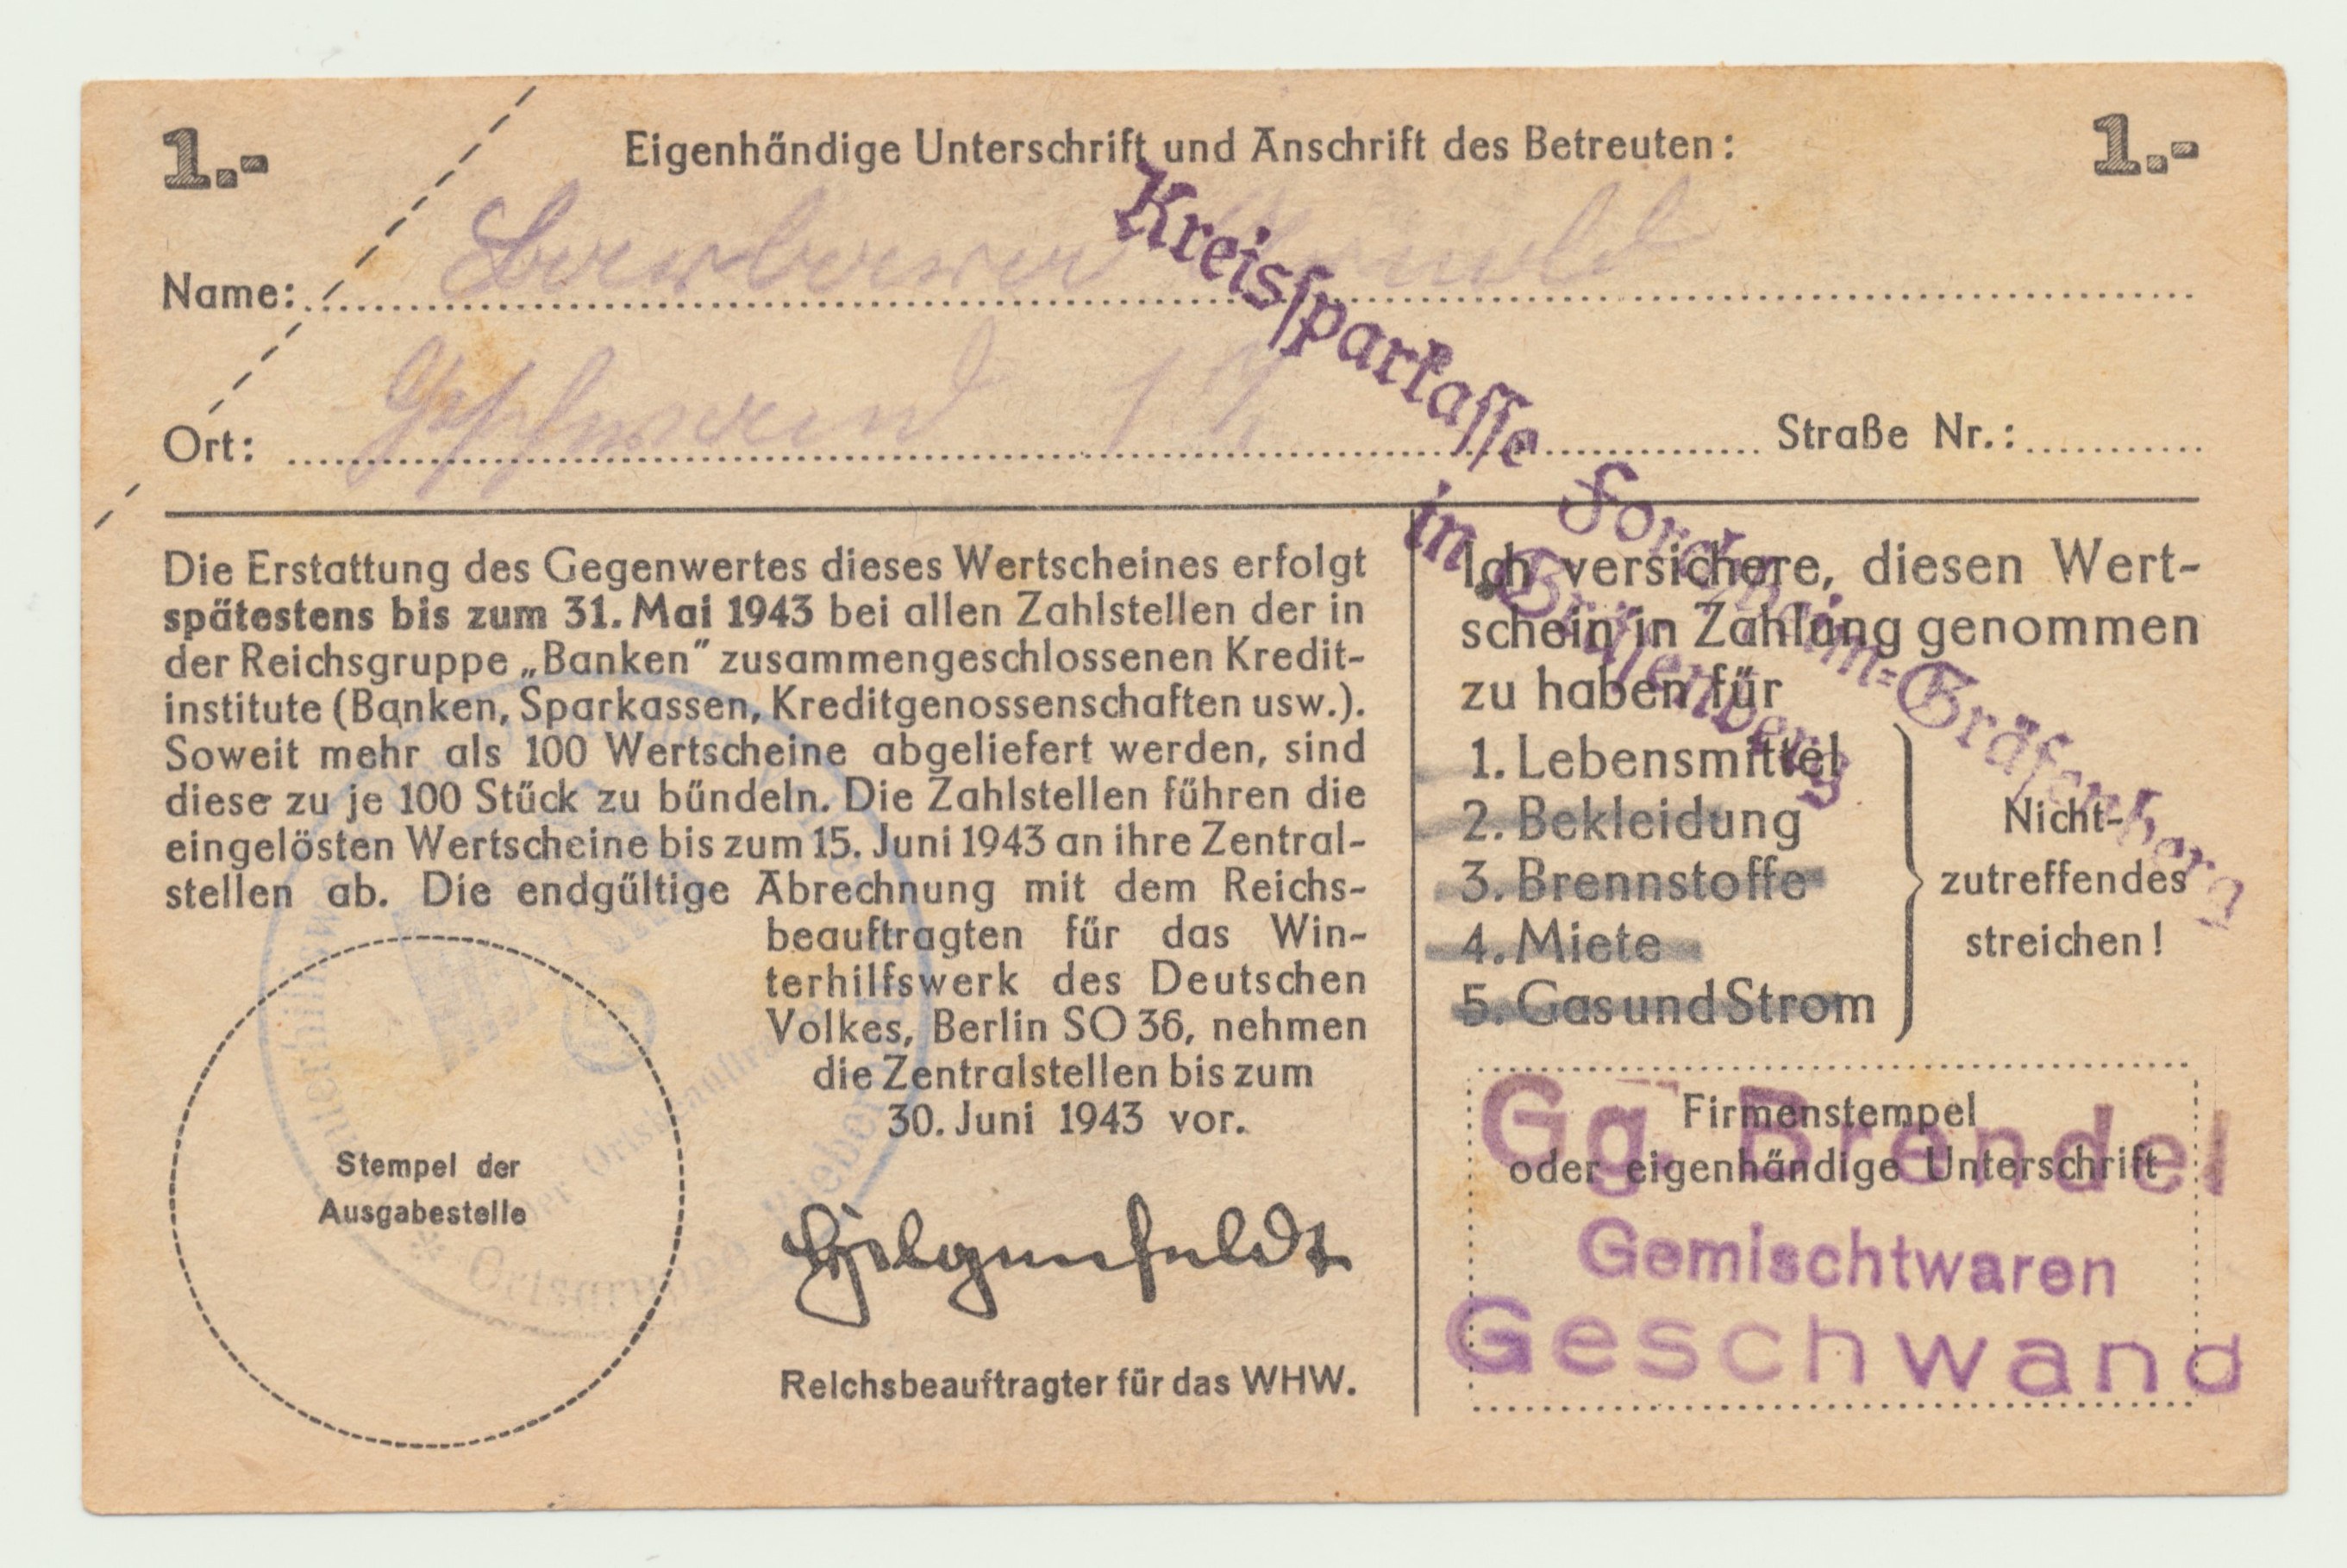 1.- Eigenhändige Unterschrift und Anschrift des Betreuten: 1.-
Name:
Ort: Straße Nr.:
Kreissparkasse Forchheim-Gräfenberg
in Gräfenberg
Die Erstattung des Gegenwertes dieses Wertscheines erfolgt
spätestens bis zum 31. Mai 1943 bei allen Zahlstellen der in
der Reichsgruppe „Banken" zusammengeschlossenen Kredit-
institute (Banken, Sparkassen, Kreditgenossenschaften usw.).
Soweit mehr als 100 Wertscheine abgeliefert werden, sind
diese zu je 100 Stück zu bündeln. Die Zahlstellen führen die
eingelösten Wertscheine bis zum 15. Juni 1943 an ihre Zentral-
stellen ab. Die endgültige Abrechnung mit dem Reichs-
beauftragten für das Win-
terhilfswerk des Deutschen
Volkes, Berlin SO 36, nehmen
die Zentralstellen bis zum
30. Juni 1943 vor.
Stempel der
Ausgabestelle
Ortsgruppe
Hilgenfeldt
Reichsbeauftragter für das WHW.
Ich versichere, diesen Wert-
schein in Zahlung genommen
zu haben für
1. Lebensmittel
2. Bekleidung
3. Brennstoffe
4. Miete
5. Gas und Strom
Nicht-
zutreffendes
streichen!
Firmenstempel
oder eigenhändige Unterschrift
Gg. Brendel
Gemischtwaren
Geschwand